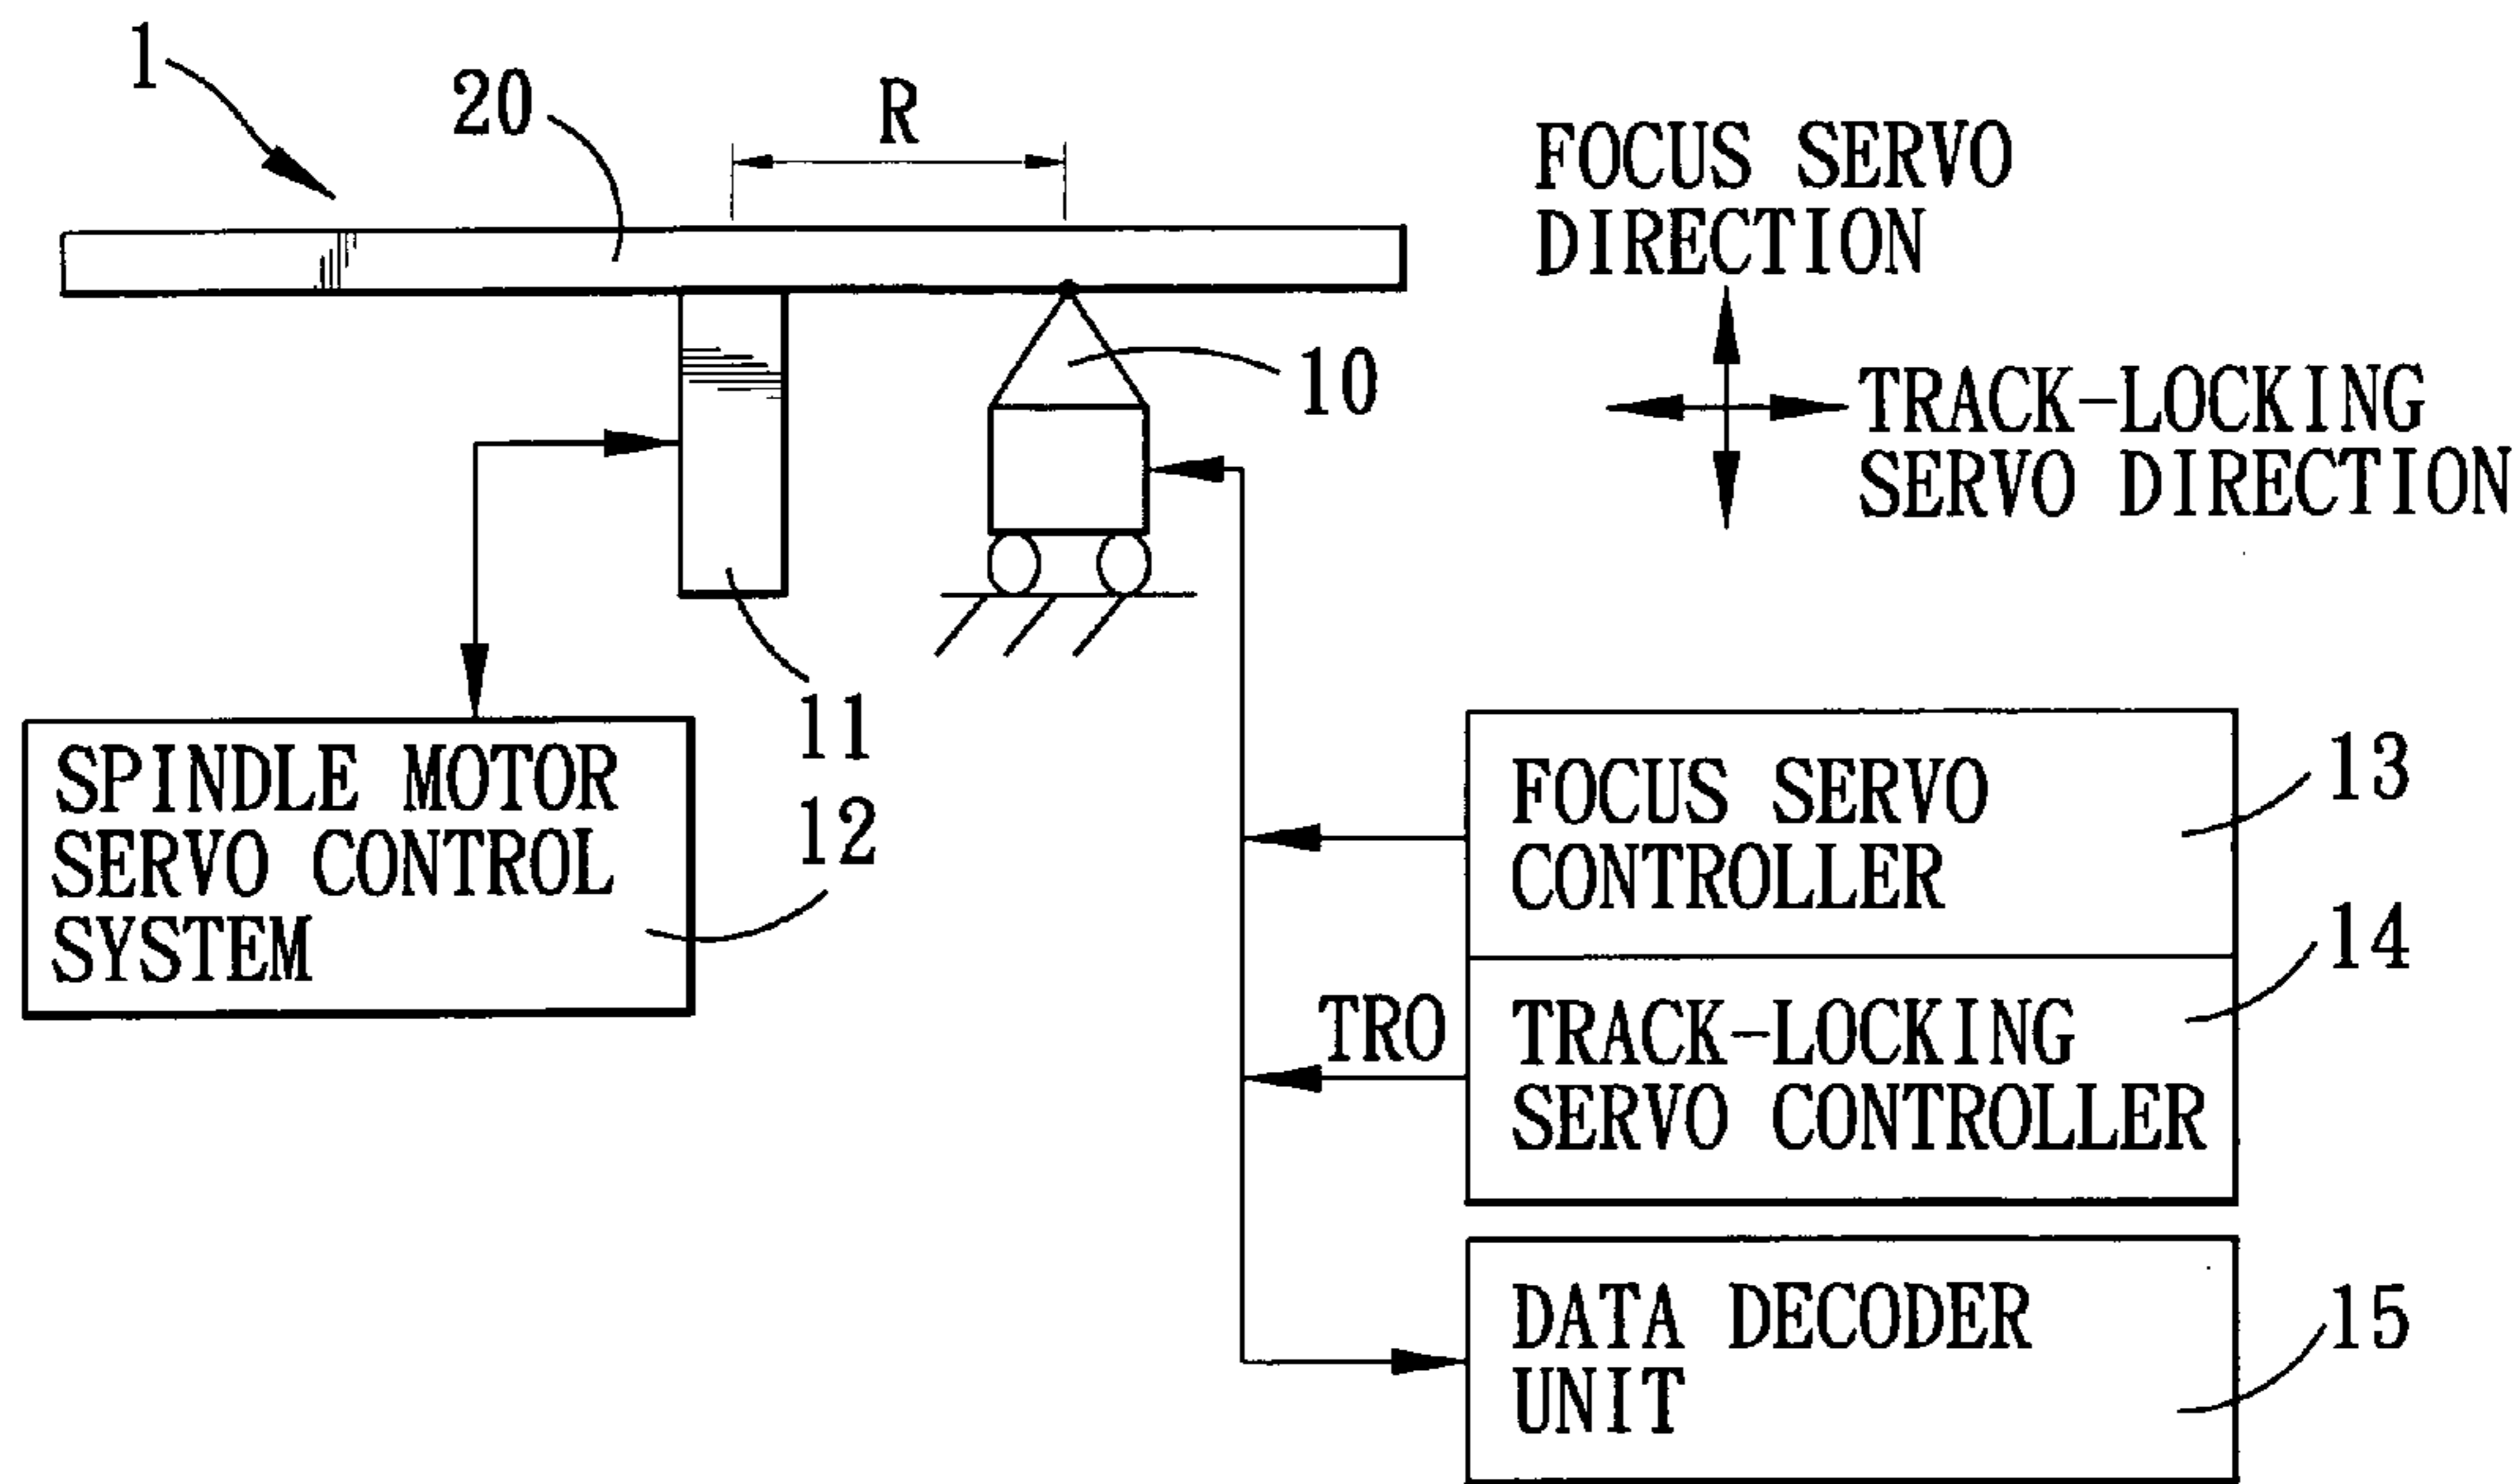 1
20
R
FOCUS SERVO
DIRECTION
10
TRACK-LOCKING
SERVO DIRECTION
11
SPINDLE MOTOR
SERVO CONTROL
SYSTEM
12
FOCUS SERVO
CONTROLLER
13
14
TRO
TRACK-LOCKING
SERVO CONTROLLER
DATA DECODER
UNIT
15